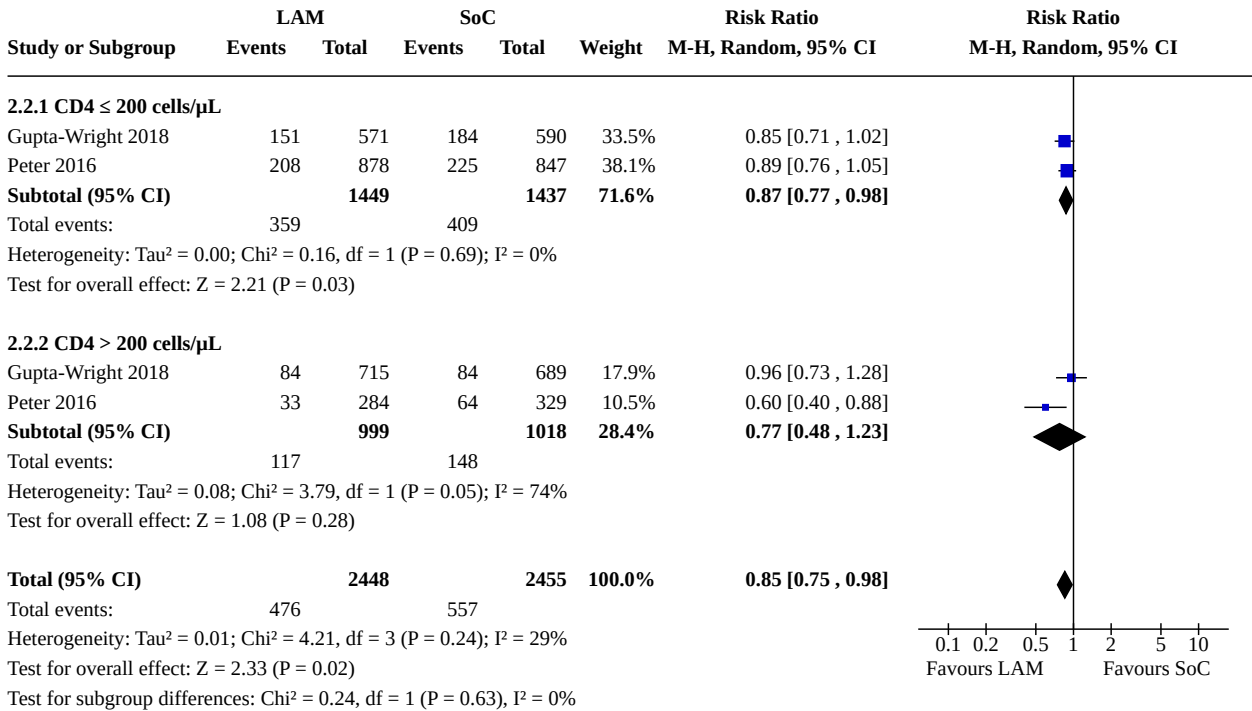 LAM SoC Risk Ratio Risk Ratio
Study or Subgroup Events Total Events Total Weight M-H, Random, 95% CI M-H, Random, 95% CI
2.2.1 CD4 ≤ 200 cells/µL
Gupta-Wright 2018 151 571 184 590 33.5% 0.85 [0.71 , 1.02]
Peter 2016 208 878 225 847 38.1% 0.89 [0.76 , 1.05]
Subtotal (95% CI) 1449 1437 71.6% 0.87 [0.77 , 0.98]
Total events: 359 409
Heterogeneity: Tau² = 0.00; Chi² = 0.16, df = 1 (P = 0.69); I² = 0%
Test for overall effect: Z = 2.21 (P = 0.03)
2.2.2 CD4 > 200 cells/µL
Gupta-Wright 2018 84 715 84 689 17.9% 0.96 [0.73 , 1.28]
Peter 2016 33 284 64 329 10.5% 0.60 [0.40 , 0.88]
Subtotal (95% CI) 999 1018 28.4% 0.77 [0.48 , 1.23]
Total events: 117 148
Heterogeneity: Tau² = 0.08; Chi² = 3.79, df = 1 (P = 0.05); I² = 74%
Test for overall effect: Z = 1.08 (P = 0.28)
Total (95% CI) 2448 2455 100.0% 0.85 [0.75 , 0.98]
Total events: 476 557
Heterogeneity: Tau² = 0.01; Chi² = 4.21, df = 3 (P = 0.24); I² = 29%
0.1 0.2 0.5 1 2 5 10
Test for overall effect: Z = 2.33 (P = 0.02)
Favours LAM Favours SoC
Test for subgroup differences: Chi² = 0.24, df = 1 (P = 0.63), I² = 0%